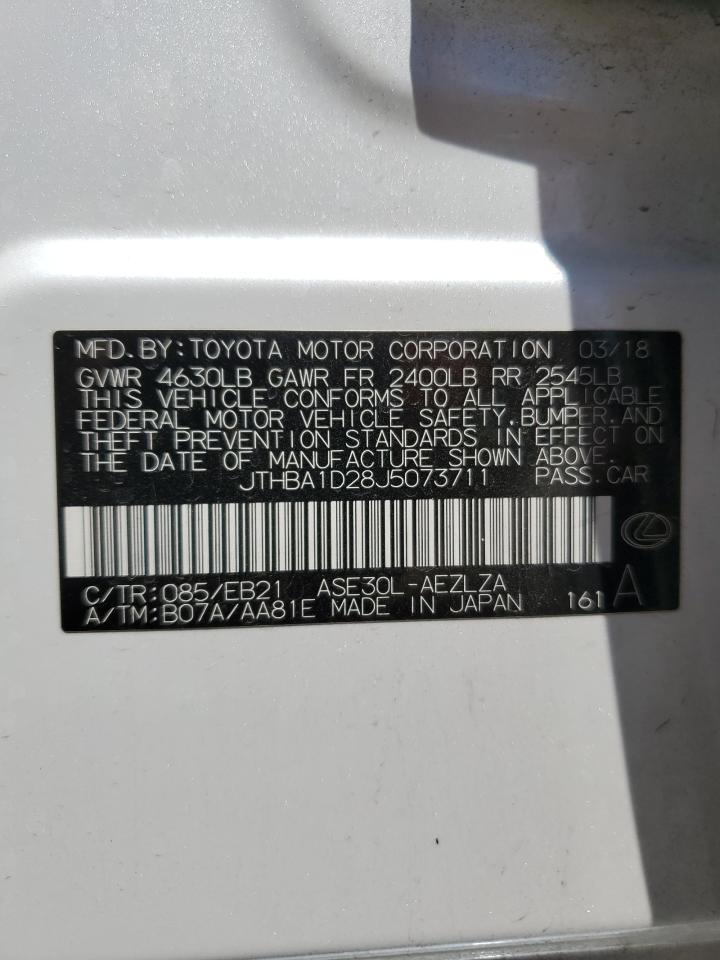 MFD.BY:TOYOTA MOTOR CORPORATION 03/18
GVWR 4630LB GAWR FR 2400LB RR 2545LB
THIS VEHICLE CONFORMS TO ALL APPLICABLE
FEDERAL MOTOR VEHICLE SAFETY,BUMPER,AND
THEFT PREVENTION STANDARDS IN EFFECT ON
THE DATE OF MANUFACTURE SHOWN ABOVE.
JTHBA1D28J5073711 PASS.CAR
C/TR:085/EB21 ASE30L-AEZLZA
A/TM:B07A/AA81E MADE IN JAPAN 161 A